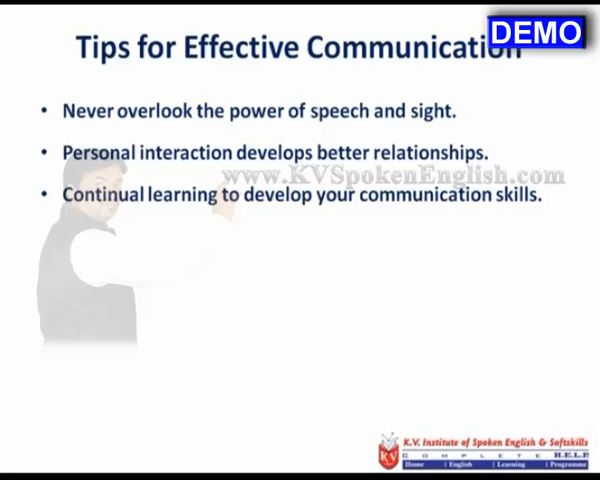 DEMO
Tips for Effective Communication
• Never overlook the power of speech and sight.
• Personal interaction develops better relationships.
www.KVSpokenEnglish.com
• Continual learning to develop your communication skills.
K.V. Institute of Spoken English & Softskills
KV
COMPLETE H.E.L.P.
Home | English | Learning | Programme